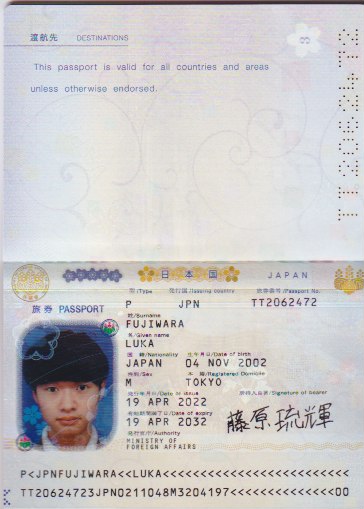 渡航先 DESTINATIONS
This passport is valid for all countries and areas
unless otherwise endorsed.
日本国 JAPAN
型/Type 発行国/Issuing country 旅券番号/Passport No.
旅券 PASSPORT P JPN TT2062472
姓/Surname
FUJIWARA
名/Given name
LUKA
国籍/Nationality 生年月日/Date of birth
JAPAN 04 NOV 2002
性別/Sex 本籍/Registered Domicile
M TOKYO
発行年月日/Date of issue 所持人自署/Signature of bearer
19 APR 2022
有効期間満了日/Date of expiry
19 APR 2032
藤原琉輝
発行官庁/Authority
MINISTRY OF
FOREIGN AFFAIRS
P<JPNFUJIWARA<<LUKA<<<<<<<<<<<<<<<<<<<<<<<<<
TT20624723JPN0211048M3204197<<<<<<<<<<<<<<00